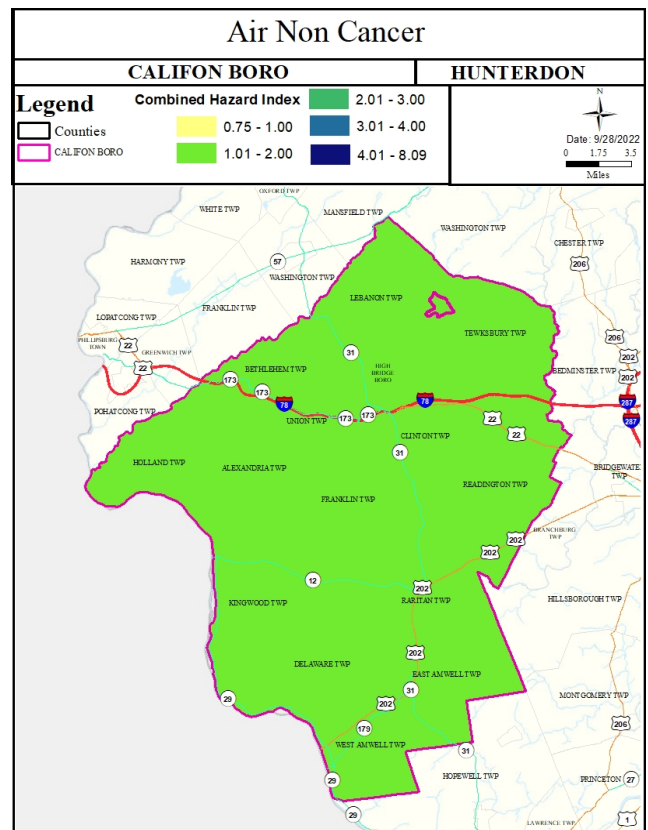 Air Non Cancer
CALIFON BORO
HUNTERDON
Legend
Counties
CALIFON BORO
Combined Hazard Index
0.75 - 1.00
1.01 - 2.00
2.01 - 3.00
3.01 - 4.00
4.01 - 8.09
N
Date: 9/28/2022
0 1.75 3.5
Miles
OXFORD TWP
WHITE TWP
MANSFIELD TWP
WASHINGTON TWP
CHESTER TWP
57
206
HARMONY TWP
WASHINGTON TWP
LEBANON TWP
FRANKLIN TWP
LOPATCONG TWP
TEWKSBURY TWP
206
PHILLIPSBURG
TOWN
22
GREENWICH TWP
31
202
22
BETHLEHEM TWP
HIGH
BRIDGE
BORO
BEDMINSTER TWP
202
173
173
78
78
287
POHATCONG TWP
UNION TWP
173
173
22
287
22
CLINTON TWP
31
HOLLAND TWP
ALEXANDRIA TWP
BRIDGEWATE
TWP
READINGTON TWP
FRANKLIN TWP
BRANCHBURG
TWP
202
202
12
202
KINGWOOD TWP
RARITAN TWP
HILLSBOROUGH TWP
202
DELAWARE TWP
EAST AMWELL TWP
31
29
202
MONTGOMERY TWP
206
179
WEST AMWELL TWP
31
29
HOPEWELL TWP
PRINCETON
27
29
LAWRENCE TWP
1